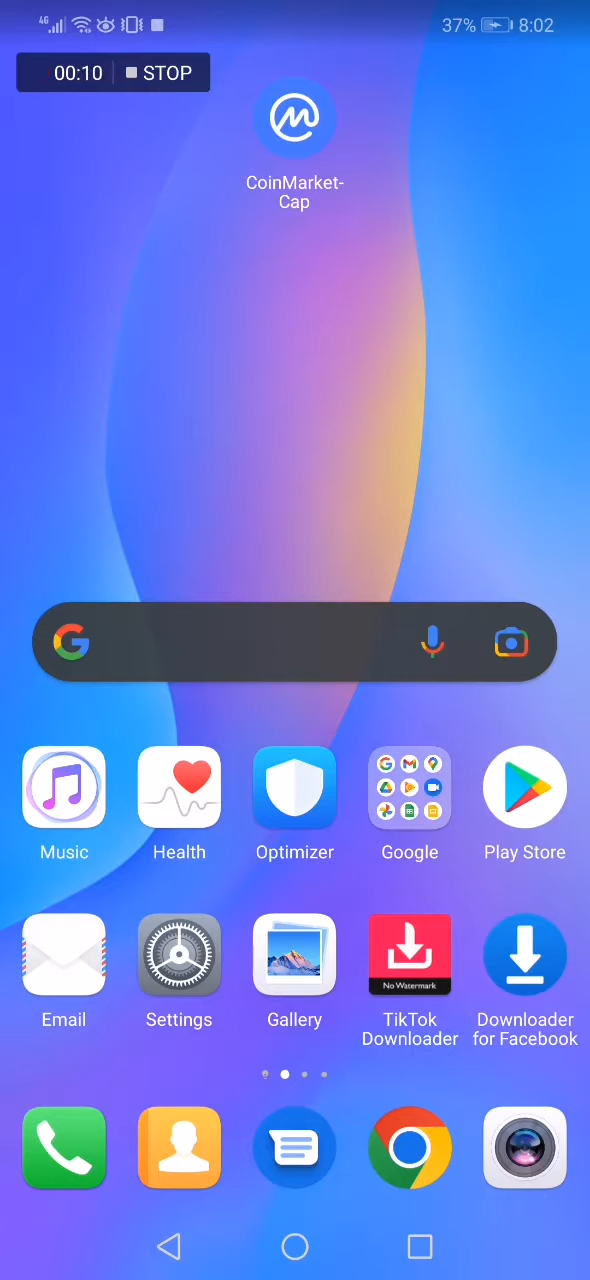 4G 37% 8:02
00:10 STOP
CoinMarket-
Cap
Music Health Optimizer Google Play Store
No Watermark
Email Settings Gallery TikTok Downloader
Downloader for Facebook